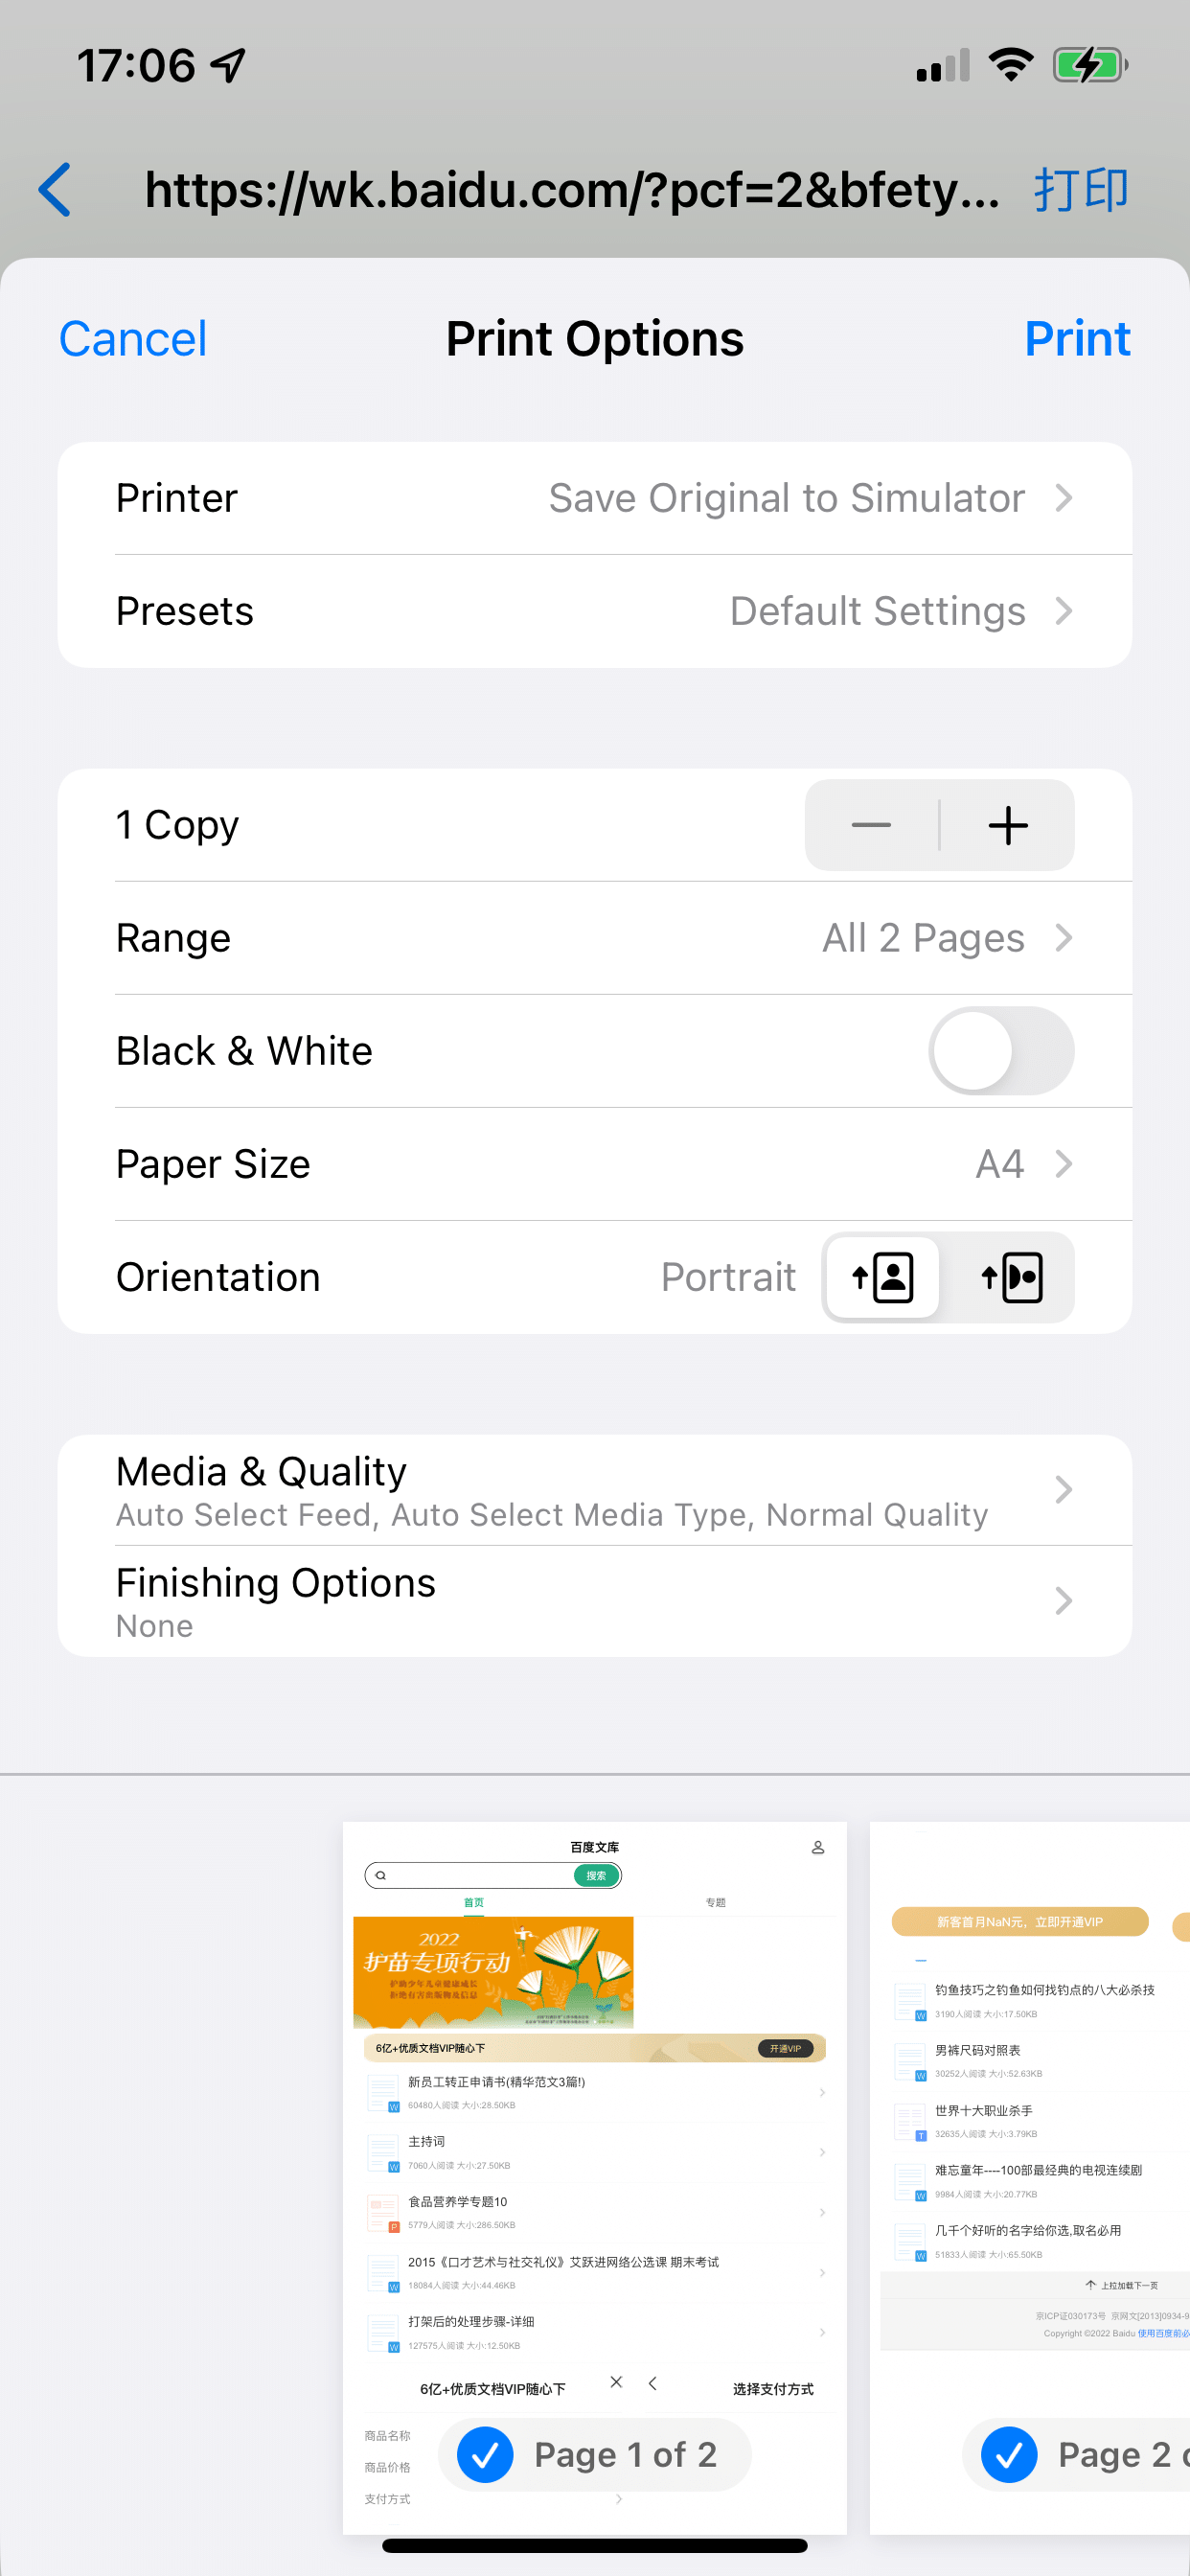 17:06
https://wk.baidu.com/?pcf=2&bfety... 打印
Cancel Print Options Print
Printer Save Original to Simulator
Presets Default Settings
1 Copy
Range All 2 Pages
Black & White
Paper Size A4
Orientation Portrait
Media & Quality
Auto Select Feed, Auto Select Media Type, Normal Quality
Finishing Options
None
百度文库
搜索
首页 专题
2022
护苗专项行动
护助少年儿童健康成长
拒绝有害出版物及信息
6亿+优质文档VIP随心下 开通VIP
新员工转正申请书(精华范文3篇!)
W 60480人阅读 大小:28.50KB
主持词
W 7060人阅读 大小:27.50KB
食品营养学专题10
P 5779人阅读 大小:286.50KB
2015《口才艺术与社交礼仪》艾跃进网络公选课 期末考试
W 18084人阅读 大小:44.46KB
打架后的处理步骤-详细
W 127575人阅读 大小:12.50KB
6亿+优质文档VIP随心下 选择支付方式
商品名称
商品价格
支付方式
Page 1 of 2
新客首月NaN元，立即开通VIP
钓鱼技巧之钓鱼如何找钓点的八大必杀技
W 3190人阅读 大小:17.50KB
男裤尺码对照表
W 30252人阅读 大小:52.63KB
世界十大职业杀手
T 32635人阅读 大小:3.79KB
难忘童年----100部最经典的电视连续剧
W 9984人阅读 大小:20.77KB
几千个好听的名字给你选,取名必用
W 51833人阅读 大小:65.50KB
上拉加载下一页
京ICP证030173号 京网文[2013]0934-9
Copyright ©2022 Baidu 使用百度前必
Page 2